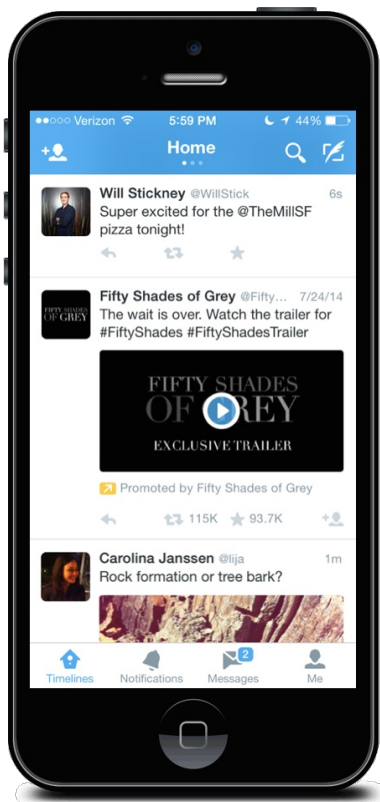 Verizon 5:59 PM 44%
Home
Will Stickney @WillStick 6s
Super excited for the @TheMillSF
pizza tonight!
FIFTY SHADES
OF GREY
Fifty Shades of Grey @Fifty... 7/24/14
The wait is over. Watch the trailer for
#FiftyShades #FiftyShadesTrailer
FIFTY SHADES
OF GREY
EXCLUSIVE TRAILER
Promoted by Fifty Shades of Grey
115K 93.7K
Carolina Janssen @lija 1m
Rock formation or tree bark?
2
Timelines Notifications Messages Me